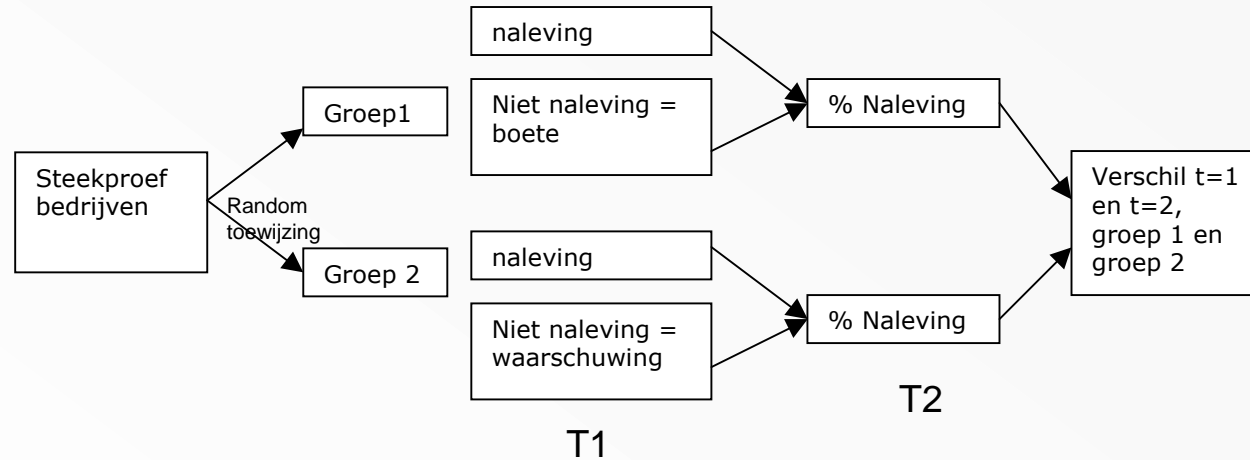 Steekproef
bedrijven
Random
toewijzing
Groep1
Groep 2
naleving
Niet naleving =
boete
naleving
Niet naleving =
waarschuwing
T1
% Naleving
% Naleving
T2
Verschil t=1
en t=2,
groep 1 en
groep 2